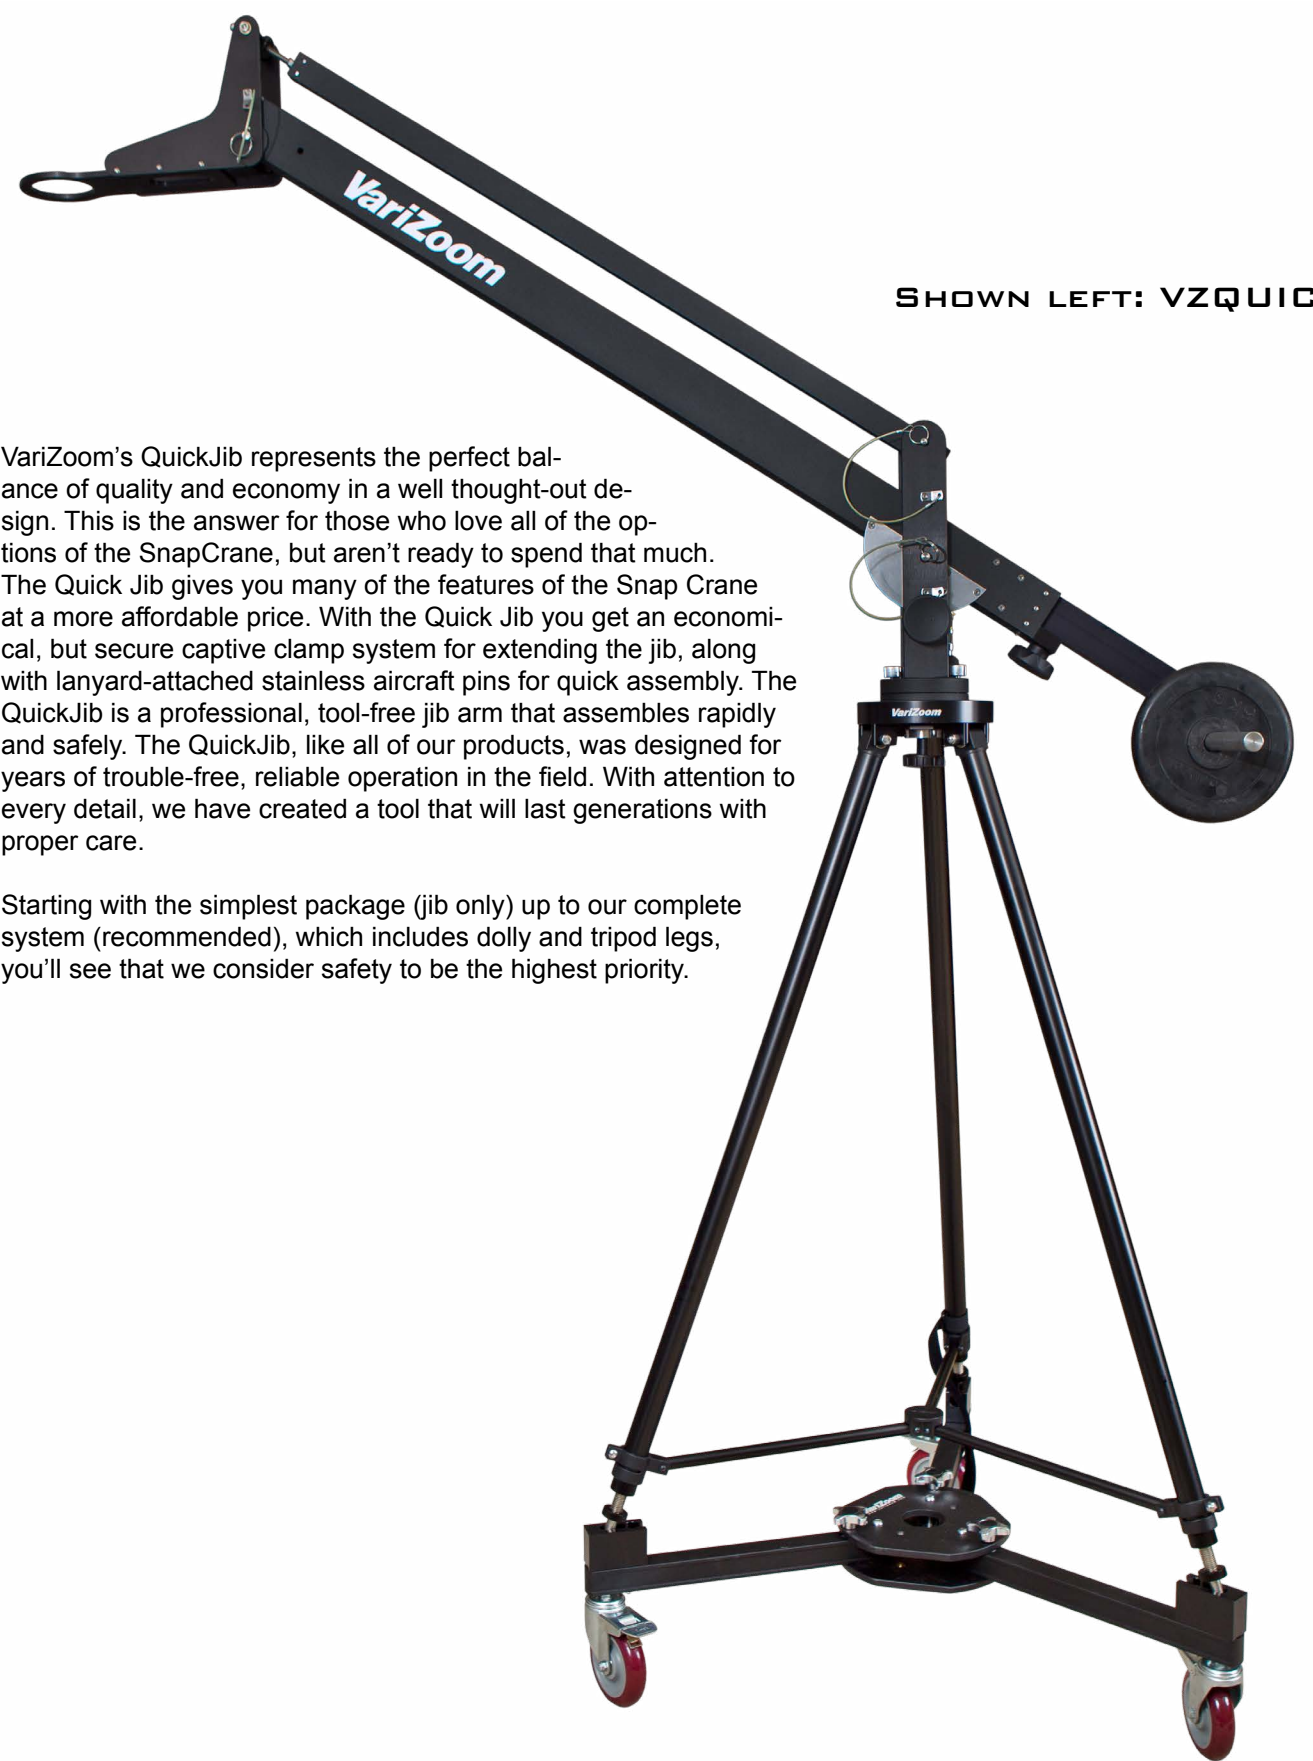 VariZoom
SHOWN LEFT: VZQUIC
VariZoom's QuickJib represents the perfect bal-
ance of quality and economy in a well thought-out de-
sign. This is the answer for those who love all of the op-
tions of the SnapCrane, but aren't ready to spend that much.
The Quick Jib gives you many of the features of the Snap Crane
at a more affordable price. With the Quick Jib you get an economi-
cal, but secure captive clamp system for extending the jib, along
with lanyard-attached stainless aircraft pins for quick assembly. The
QuickJib is a professional, tool-free jib arm that assembles rapidly
and safely. The QuickJib, like all of our products, was designed for
years of trouble-free, reliable operation in the field. With attention to
every detail, we have created a tool that will last generations with
proper care.
VariZoom
Starting with the simplest package (jib only) up to our complete
system (recommended), which includes dolly and tripod legs,
you'll see that we consider safety to be the highest priority.
VariZoom